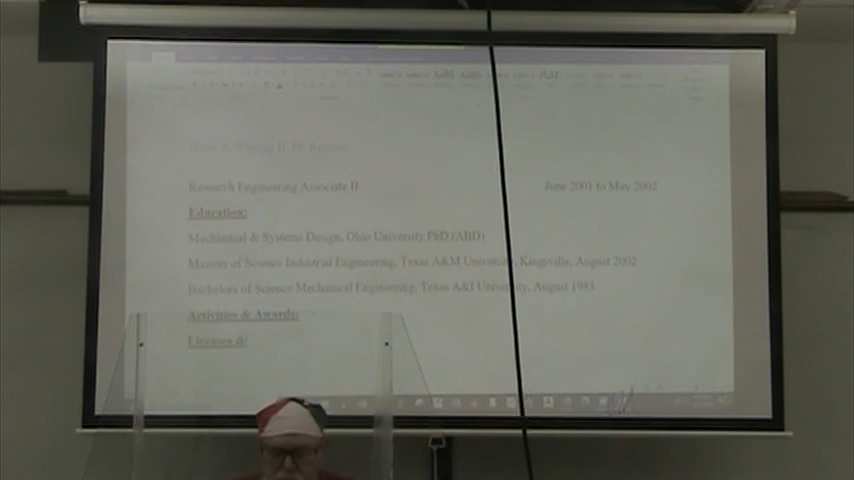 Research Engineering Associate II June 2001 to May 2002
Education:
Mechanical & Systems Design, Ohio University PhD (ABD)
Masters of Science Industrial Engineering, Texas A&M University, Kingsville, August 2002
Bachelors of Science Mechanical Engineering, Texas A&I University, August 1983
Activities & Awards:
Licenses &